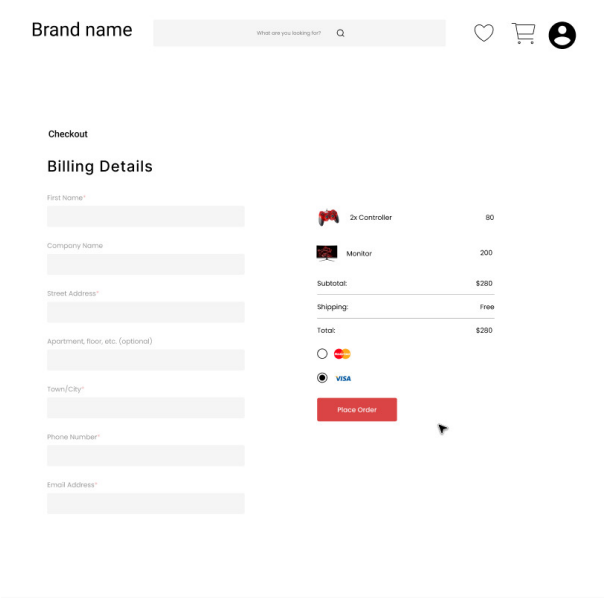 Brand name
What are you looking for?
Checkout
Billing Details
First Name*
Company Name
Street Address*
Apartment, floor, etc. (optional)
Town/City*
Phone Number*
Email Address*
2x Controller 80
Monitor 200
Subtotal: $280
Shipping: Free
Total: $280
VISA
Place Order